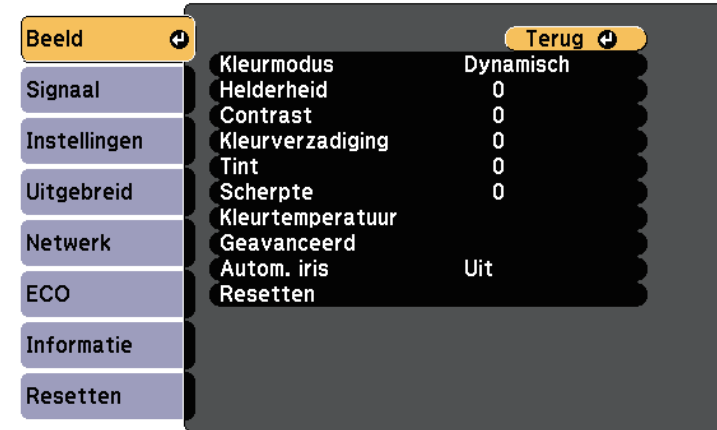 Beeld
Signaal
Instellingen
Uitgebreid
Netwerk
ECO
Informatie
Resetten
Terug
Kleurmodus Dynamisch
Helderheid 0
Contrast 0
Kleurverzadiging 0
Tint 0
Scherpte 0
Kleurtemperatuur
Geavanceerd
Autom. iris Uit
Resetten